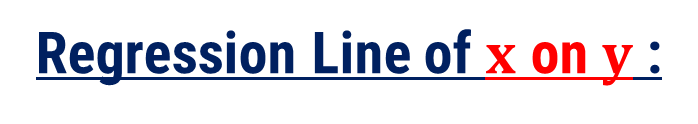 Regression Line of x on y :